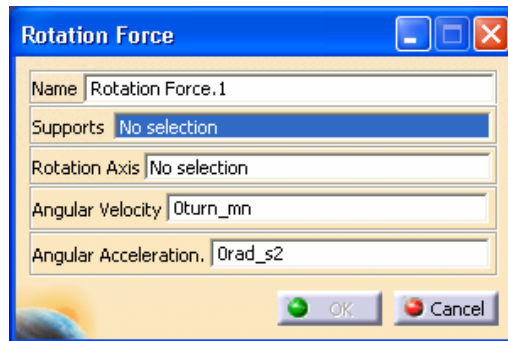 Rotation Force
Name Rotation Force.1
Supports No selection
Rotation Axis No selection
Angular Velocity 0turn_mn
Angular Acceleration. 0rad_s2
OK Cancel